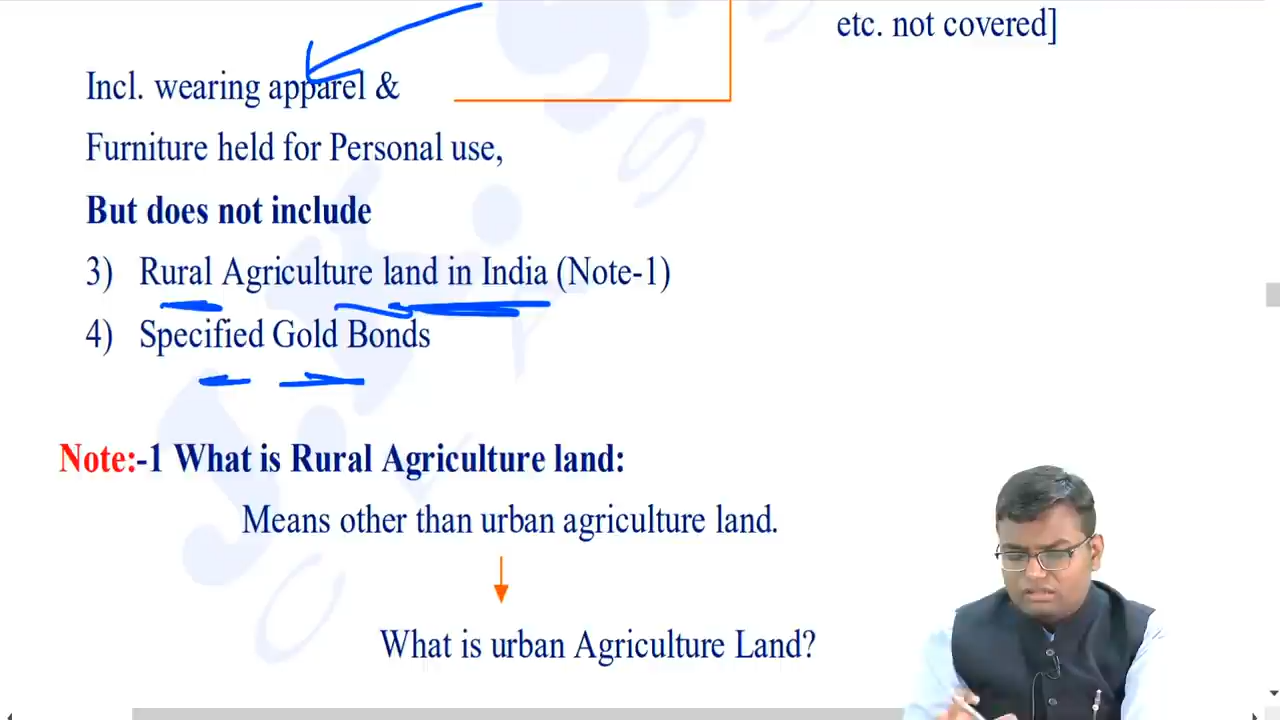 etc. not covered]
Incl. wearing apparel &
Furniture held for Personal use,
But does not include
3) Rural Agriculture land in India (Note-1)
4) Specified Gold Bonds
Note:-1 What is Rural Agriculture land:
Means other than urban agriculture land.
What is urban Agriculture Land?